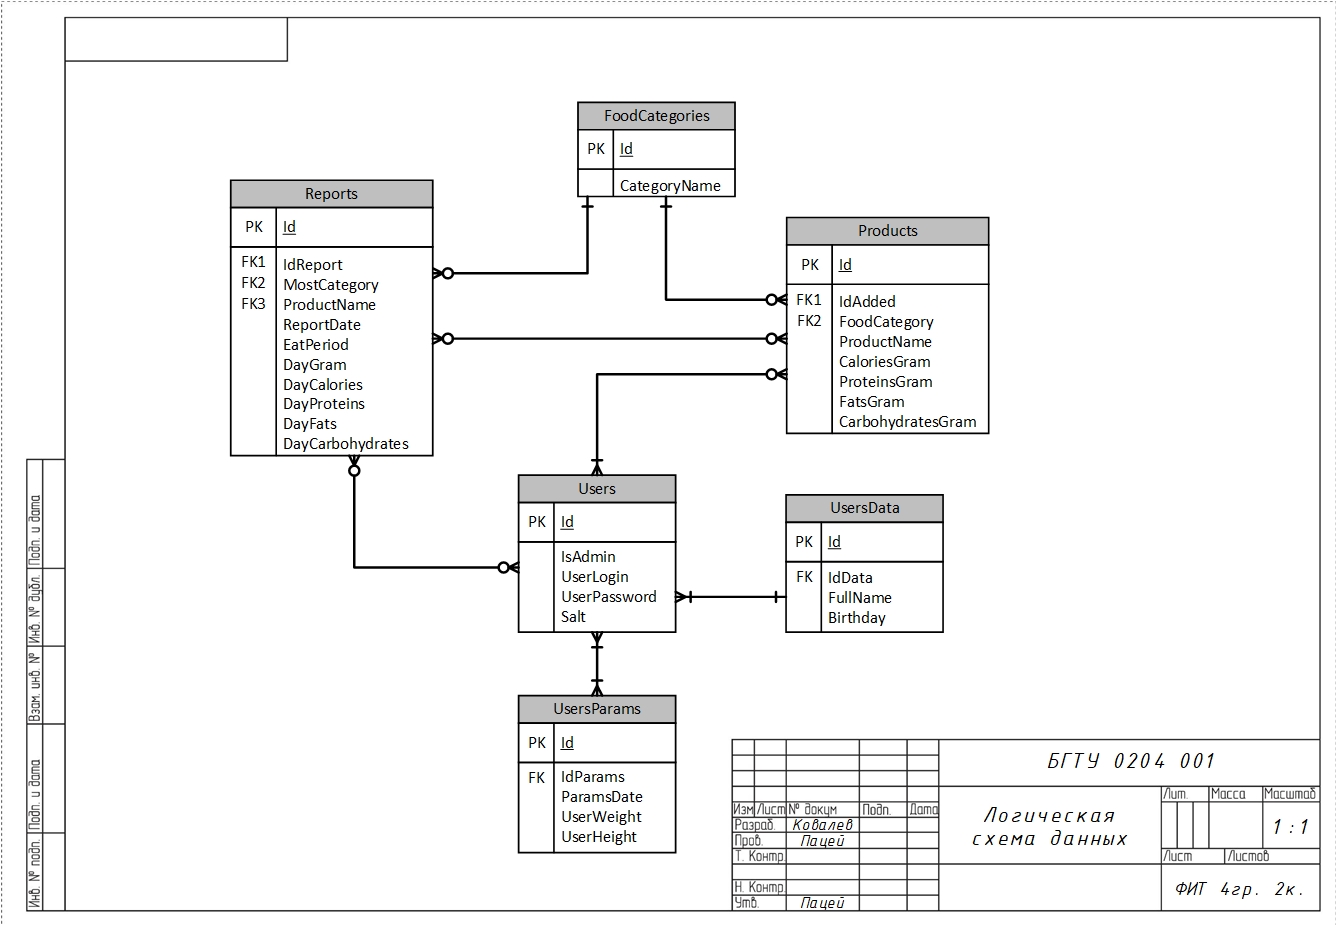 FoodCategories
PK Id
CategoryName
Reports
PK Id
FK1 IdReport
FK2 MostCategory
FK3 ProductName
ReportDate
EatPeriod
DayGram
DayCalories
DayProteins
DayFats
DayCarbohydrates
Products
PK Id
FK1 IdAdded
FK2 FoodCategory
ProductName
CaloriesGram
ProteinsGram
FatsGram
CarbohydratesGram
Users
PK Id
IsAdmin
UserLogin
UserPassword
Salt
UsersData
PK Id
FK IdData
FullName
Birthday
UsersParams
PK Id
FK IdParams
ParamsDate
UserWeight
UserHeight
Подп. и дата
Инв. № дубл.
Взам. инв. №
Подп. и дата
Инв. № подп.
БГТУ 0204 001
Изм Лист № докум Подп. Дата
Разраб. Ковалев
Пров. Пацей
Т. Контр.
Н. Контр.
Утв. Пацей
Логическая
схема данных
Лит. Масса Масштаб
1:1
Лист Листов
ФИТ 4гр. 2к.